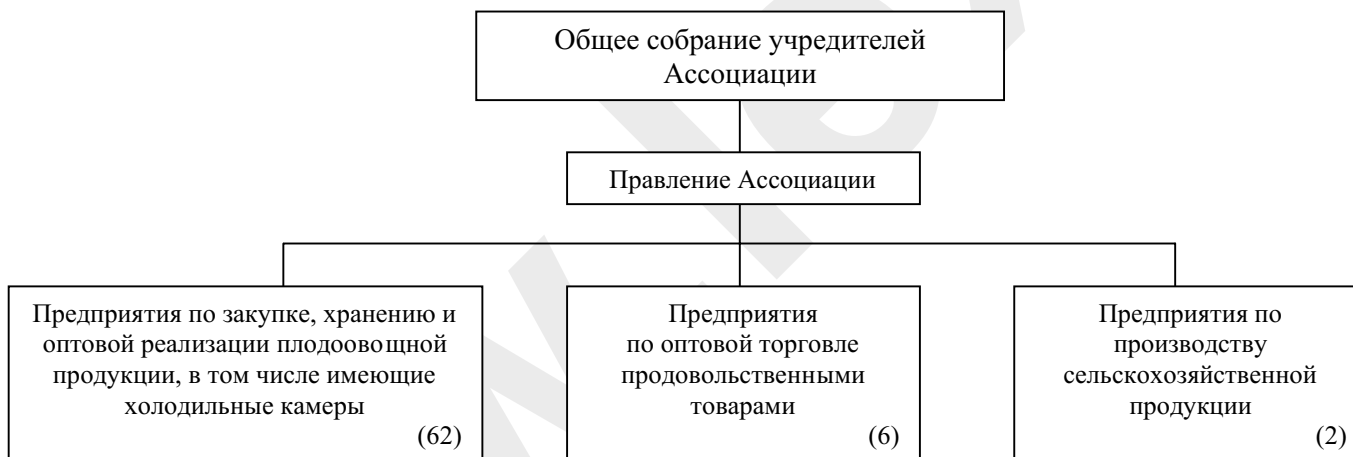 Общее собрание учредителей
Ассоциации
Правление Ассоциации
Предприятия по закупке, хранению и
оптовой реализации плодоовощной
продукции, в том числе имеющие
холодильные камеры
(62)
Предприятия
по оптовой торговле
продовольственными
товарами
(6)
Предприятия по
производству
сельскохозяйственной
продукции
(2)